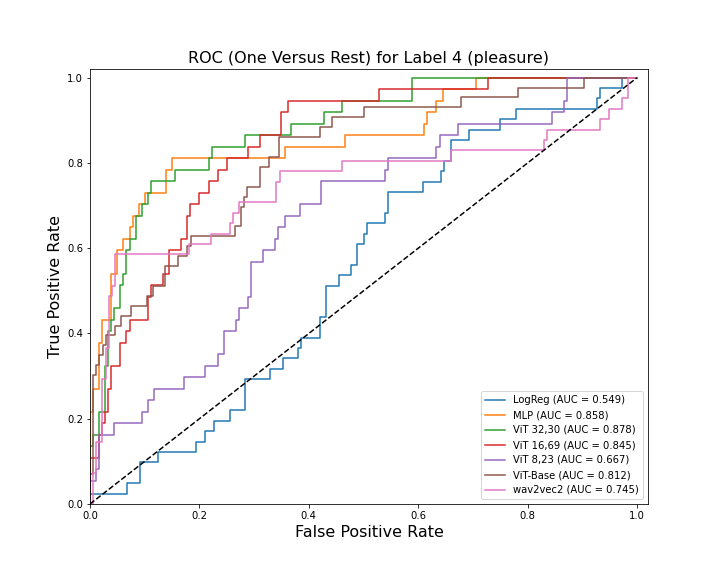 ROC (One Versus Rest) for Label 4 (pleasure)
True Positive Rate
1.0
0.8
0.6
0.4
0.2
0.0
0.0 0.2 0.4 0.6 0.8 1.0
False Positive Rate
LogReg (AUC = 0.549)
MLP (AUC = 0.858)
ViT 32,30 (AUC = 0.878)
ViT 16,69 (AUC = 0.845)
ViT 8,23 (AUC = 0.667)
ViT-Base (AUC = 0.812)
wav2vec2 (AUC = 0.745)